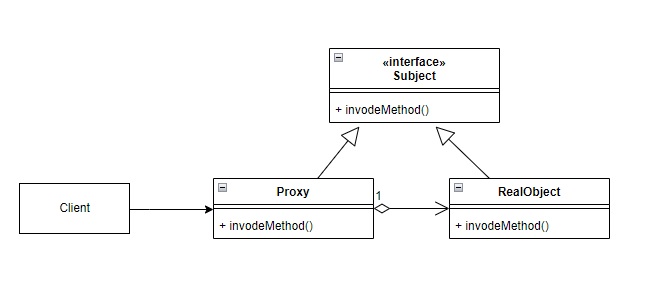 «interface»
Subject
+ invodeMethod()
Client
Proxy
+ invodeMethod()
1
RealObject
+ invodeMethod()